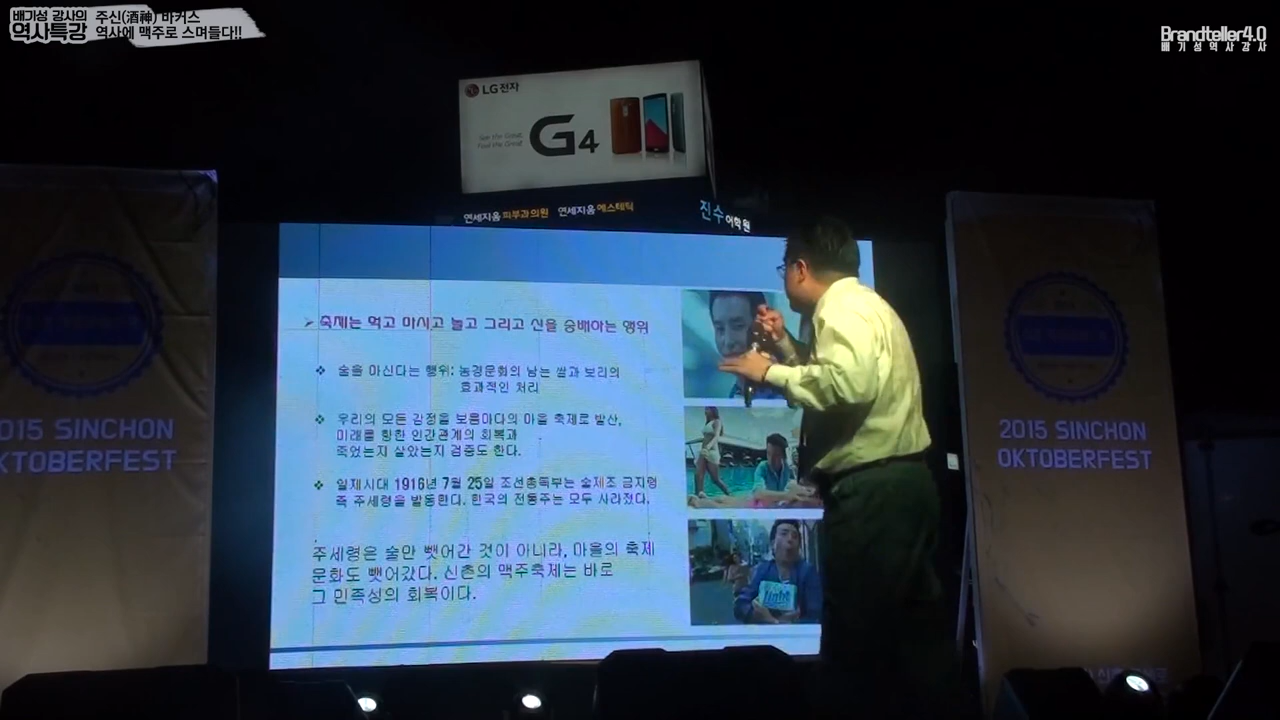 배기성 강사의
역사특강
주신(酒神) 바커스
역사에 맥주로 스며들다!!
Brandteller4.0
배기성역사강사
LG전자
G4
연세지움피부과의원 연세지움에스테틱
진수어학원
축제는 먹고 마시고 놀고 그리고 신을 숭배하는 행위
술을 마신다는 행위: 농경문화의 남는 쌀과 보리의
효과적인 처리
우리의 모든 감정을 보름마다의 마을 축제로 발산,
미래를 향한 인간관계의 회복과
죽었는지 살았는지 검증도 한다.
일제시대 1916년 7월 25일 조선총독부는 술제조 금지령
즉 주세령을 발동한다. 한국의 전통주는 모두 사라졌다.
주세령은 술만 뺏어간 것이 아니라, 마을의 축제
문화도 뺏어갔다. 신촌의 맥주축제는 바로
그 민족성의 회복이다.
light
015 SINCHON
KTOBERFEST
2015 SINCHON
OKTOBERFEST